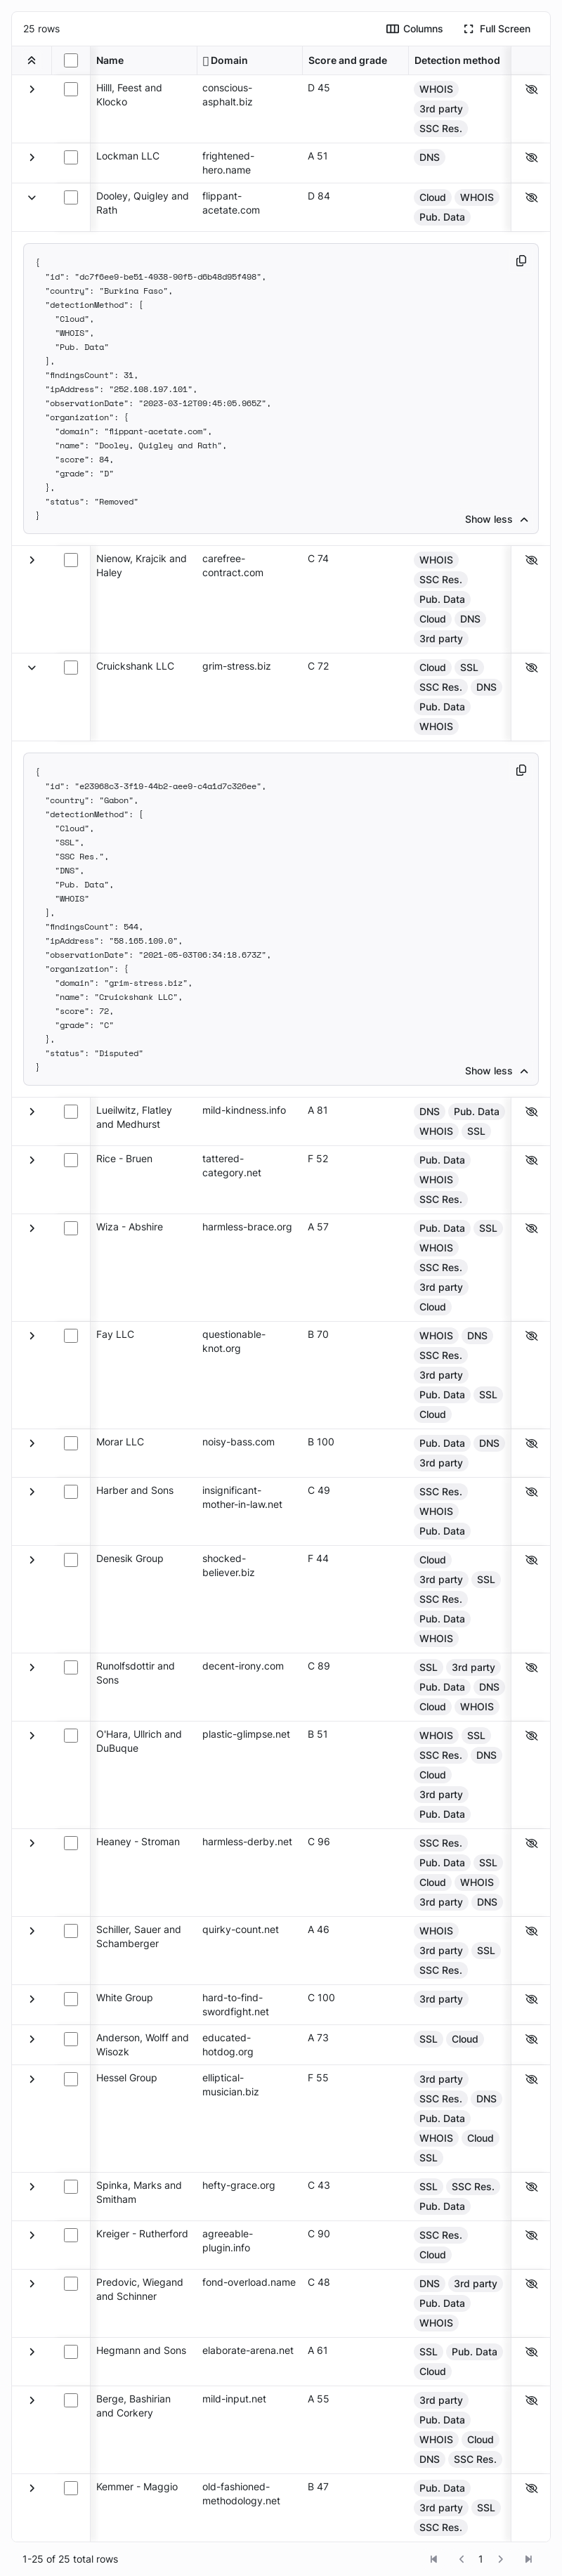 25 rows
Columns
Full Screen
Name
Domain
Score and grade
Detection method
Hilll, Feest and
Klocko
conscious-
asphalt.biz
D 45
WHOIS
3rd party
SSC Res.
Lockman LLC
frightened-
hero.name
A 51
DNS
Dooley, Quigley and
Rath
flippant-
acetate.com
D 84
Cloud WHOIS
Pub. Data
{
"id": "dc7f6ee9-be51-4938-90f5-d6b48d95f498",
"country": "Burkina Faso",
"detectionMethod": [
"Cloud",
"WHOIS",
"Pub. Data"
],
"findingsCount": 31,
"ipAddress": "252.108.197.101",
"observationDate": "2023-03-12T09:45:05.965Z",
"organization": {
"domain": "flippant-acetate.com",
"name": "Dooley, Quigley and Rath",
"score": 84,
"grade": "D"
},
"status": "Removed"
}
Show less
Nienow, Krajcik and
Haley
carefree-
contract.com
C 74
WHOIS
SSC Res.
Pub. Data
Cloud DNS
3rd party
Cruickshank LLC
grim-stress.biz
C 72
Cloud SSL
SSC Res. DNS
Pub. Data
WHOIS
{
"id": "e23968c3-3f19-44b2-aee9-c4a1d7c326ee",
"country": "Gabon",
"detectionMethod": [
"Cloud",
"SSL",
"SSC Res.",
"DNS",
"Pub. Data",
"WHOIS"
],
"findingsCount": 544,
"ipAddress": "58.165.109.0",
"observationDate": "2021-05-03T06:34:18.673Z",
"organization": {
"domain": "grim-stress.biz",
"name": "Cruickshank LLC",
"score": 72,
"grade": "C"
},
"status": "Disputed"
}
Show less
Lueilwitz, Flatley
and Medhurst
mild-kindness.info
A 81
DNS Pub. Data
WHOIS SSL
Rice - Bruen
tattered-
category.net
F 52
Pub. Data
WHOIS
SSC Res.
Wiza - Abshire
harmless-brace.org
A 57
Pub. Data SSL
WHOIS
SSC Res.
3rd party
Cloud
Fay LLC
questionable-
knot.org
B 70
WHOIS DNS
SSC Res.
3rd party
Pub. Data SSL
Cloud
Morar LLC
noisy-bass.com
B 100
Pub. Data DNS
3rd party
Harber and Sons
insignificant-
mother-in-law.net
C 49
SSC Res.
WHOIS
Pub. Data
Denesik Group
shocked-
believer.biz
F 44
Cloud
3rd party SSL
SSC Res.
Pub. Data
WHOIS
Runolfsdottir and
Sons
decent-irony.com
C 89
SSL 3rd party
Pub. Data DNS
Cloud WHOIS
O'Hara, Ullrich and
DuBuque
plastic-glimpse.net
B 51
WHOIS SSL
SSC Res. DNS
Cloud
3rd party
Pub. Data
Heaney - Stroman
harmless-derby.net
C 96
SSC Res.
Pub. Data SSL
Cloud WHOIS
3rd party DNS
Schiller, Sauer and
Schamberger
quirky-count.net
A 46
WHOIS
3rd party SSL
SSC Res.
White Group
hard-to-find-
swordfight.net
C 100
3rd party
Anderson, Wolff and
Wisozk
educated-
hotdog.org
A 73
SSL Cloud
Hessel Group
elliptical-
musician.biz
F 55
3rd party
SSC Res. DNS
Pub. Data
WHOIS Cloud
SSL
Spinka, Marks and
Smitham
hefty-grace.org
C 43
SSL SSC Res.
Pub. Data
Kreiger - Rutherford
agreeable-
plugin.info
C 90
SSC Res.
Cloud
Predovic, Wiegand
and Schinner
fond-overload.name
C 48
DNS 3rd party
Pub. Data
WHOIS
Hegmann and Sons
elaborate-arena.net
A 61
SSL Pub. Data
Cloud
Berge, Bashirian
and Corkery
mild-input.net
A 55
3rd party
Pub. Data
WHOIS Cloud
DNS SSC Res.
Kemmer - Maggio
old-fashioned-
methodology.net
B 47
Pub. Data
3rd party SSL
SSC Res.
1-25 of 25 total rows
1